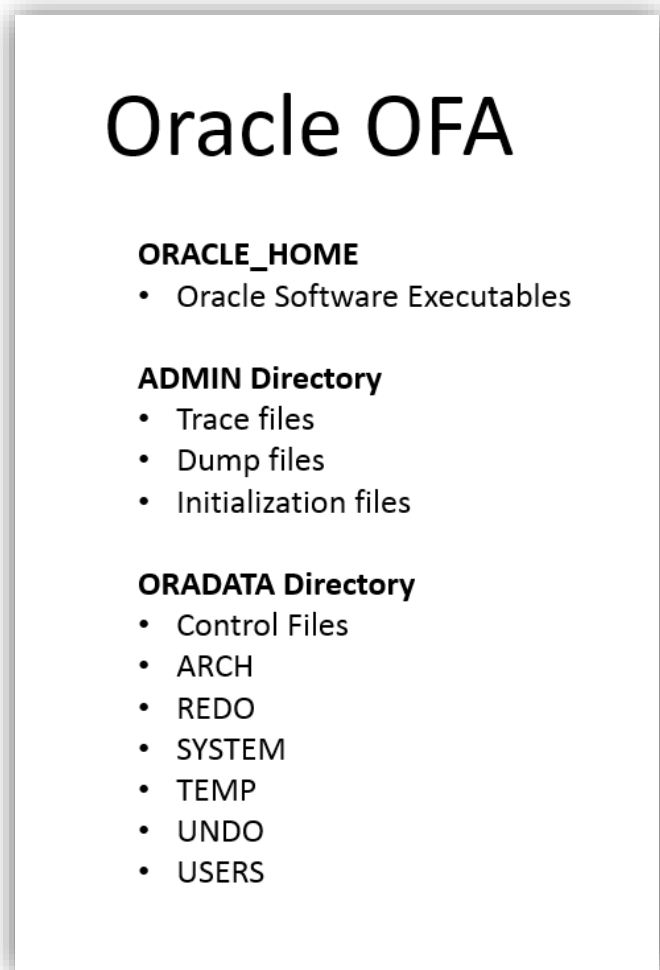 Oracle OFA
ORACLE_HOME
• Oracle Software Executables
ADMIN Directory
• Trace files
• Dump files
• Initialization files
ORADATA Directory
• Control Files
• ARCH
• REDO
• SYSTEM
• TEMP
• UNDO
• USERS